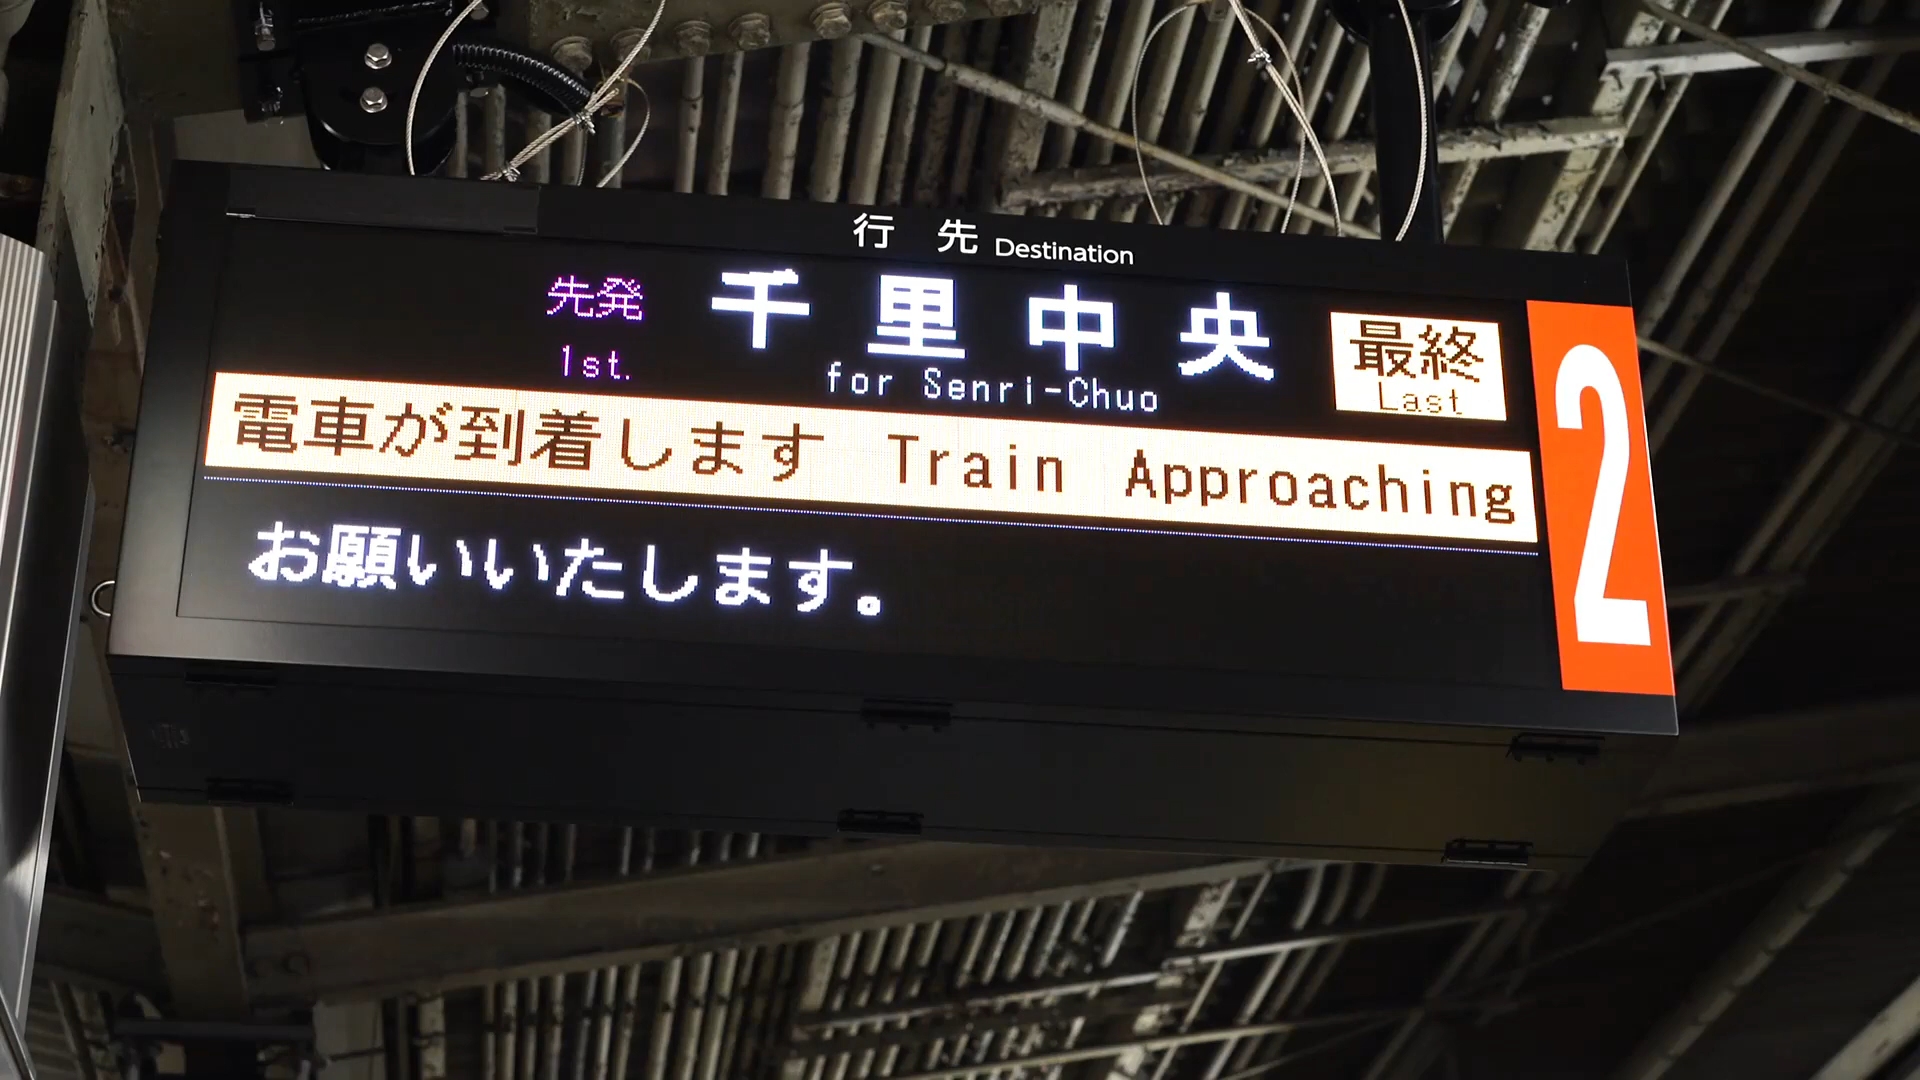 行先 Destination
先発 千里中央 最終
1st. for Senri-Chuo Last
電車が到着します Train Approaching
2
お願いいたします。